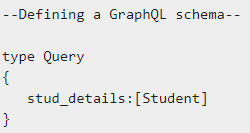 --Defining a GraphQL schema--
type Query
{
stud_details:[Student]
}